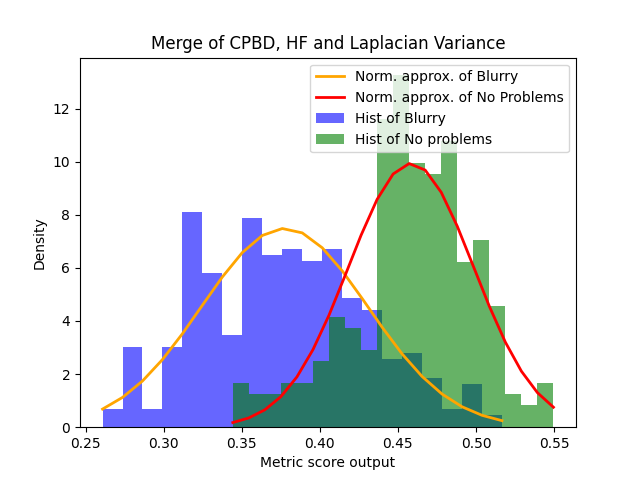 Merge of CPBD, HF and Laplacian Variance
Norm. approx. of Blurry
Norm. approx. of No Problems
Hist of Blurry
Hist of No problems
Density
12
10
8
6
4
2
0
0.25 0.30 0.35 0.40 0.45 0.50 0.55
Metric score output